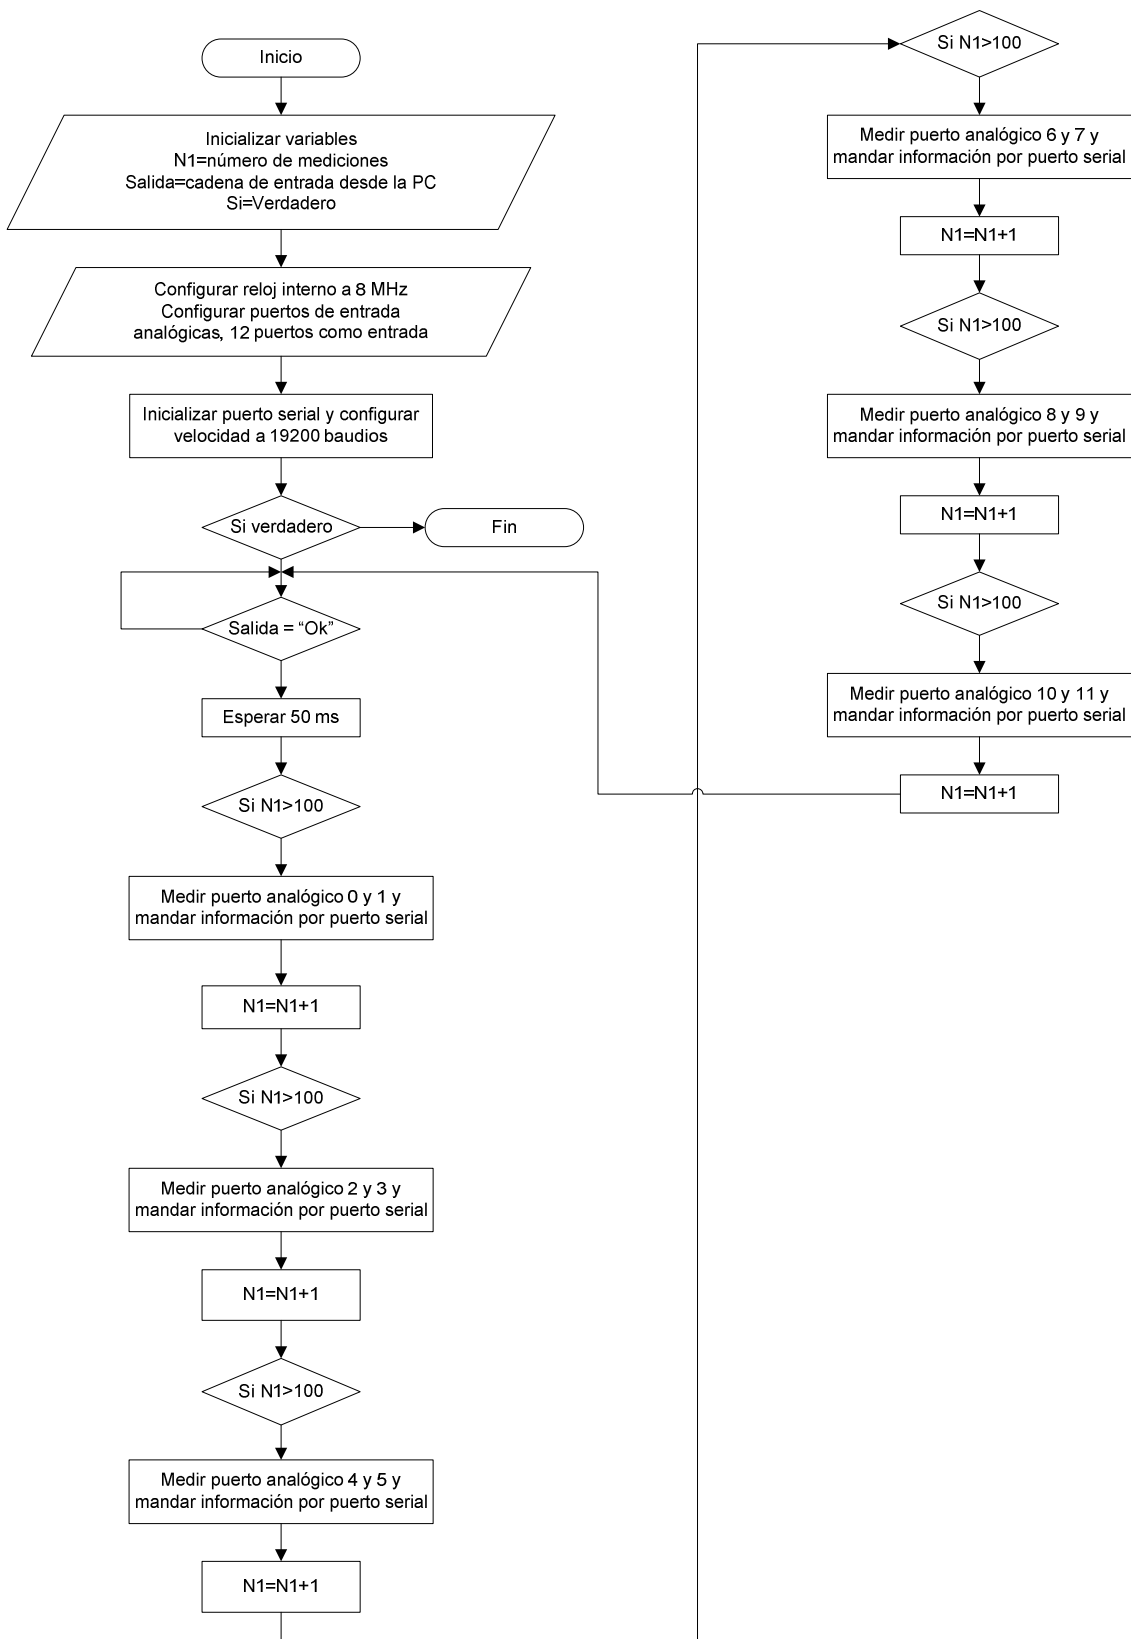 Inicio
Inicializar variables
N1=número de mediciones
Salida=cadena de entrada desde la PC
Si=Verdadero
Configurar reloj interno a 8 MHz
Configurar puertos de entrada
analógicas, 12 puertos como entrada
Inicializar puerto serial y configurar
velocidad a 19200 baudios
Si verdadero
Fin
Salida = “Ok”
Esperar 50 ms
Si N1>100
Medir puerto analógico 0 y 1 y
mandar información por puerto serial
N1=N1+1
Si N1>100
Medir puerto analógico 2 y 3 y
mandar información por puerto serial
N1=N1+1
Si N1>100
Medir puerto analógico 4 y 5 y
mandar información por puerto serial
N1=N1+1
Si N1>100
Medir puerto analógico 6 y 7 y
mandar información por puerto serial
N1=N1+1
Si N1>100
Medir puerto analógico 8 y 9 y
mandar información por puerto serial
N1=N1+1
Si N1>100
Medir puerto analógico 10 y 11 y
mandar información por puerto serial
N1=N1+1